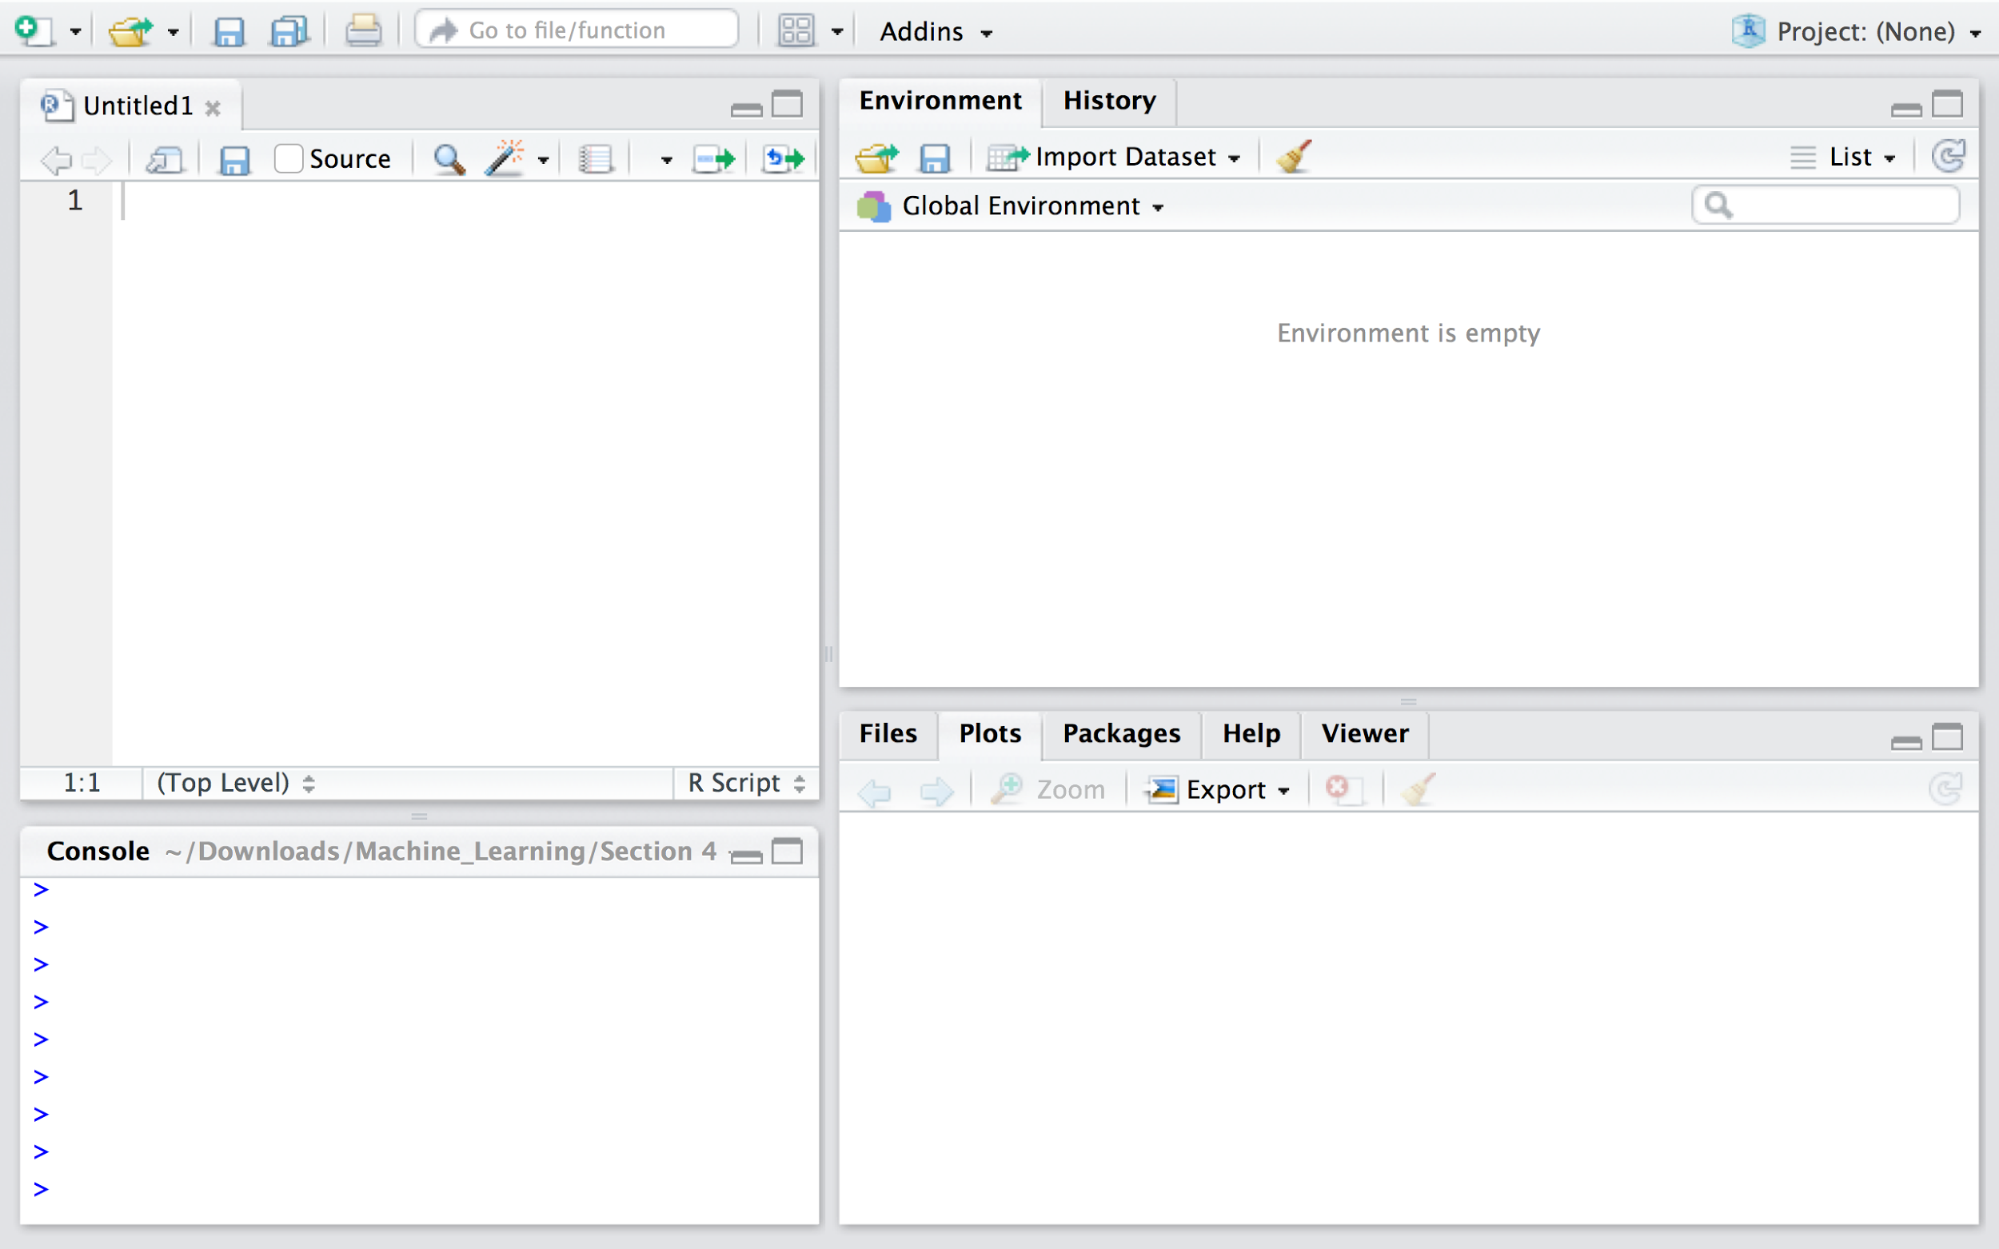 Go to file/function
Addins
Project: (None)
Untitled1
Source
1
1:1 (Top Level) R Script
Console ~/Downloads/Machine_Learning/Section 4
>
>
>
>
>
>
>
>
>
Environment History
Import Dataset List
Global Environment
Environment is empty
Files Plots Packages Help Viewer
Zoom Export